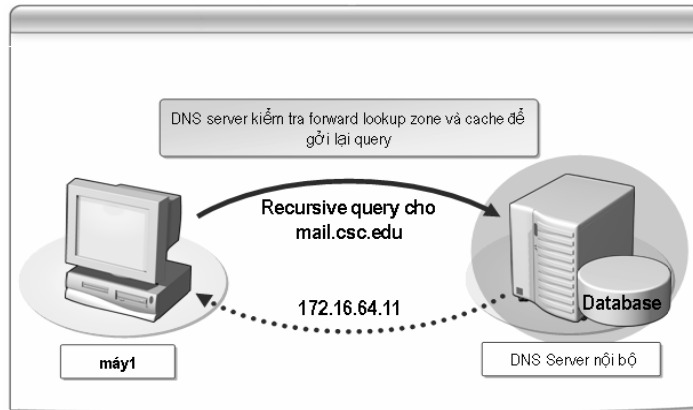 DNS server kiểm tra forward lookup zone và cache để
gởi lại query
Recursive query cho
mail.csc.edu
172.16.64.11
Database
máy1
DNS Server nội bộ